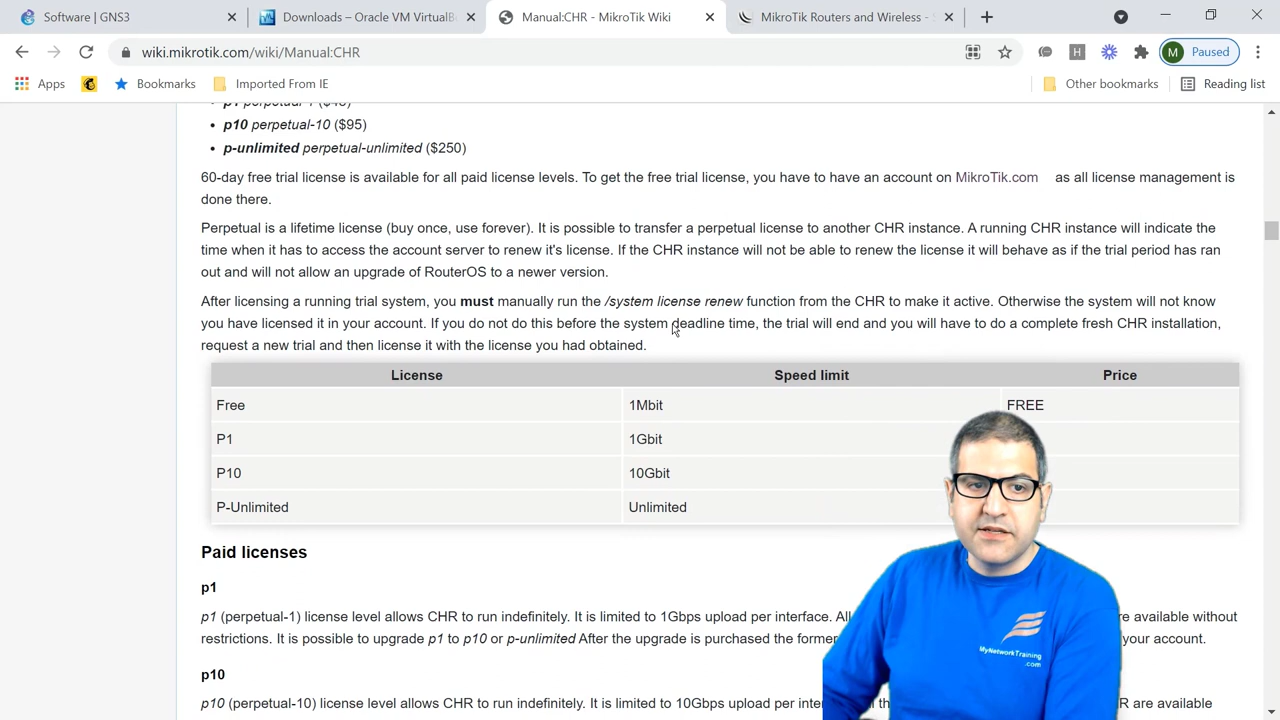 Software | GNS3
Downloads – Oracle VM VirtualB
Manual:CHR - MikroTik Wiki
MikroTik Routers and Wireless -
wiki.mikrotik.com/wiki/Manual:CHR
H
M Paused
Apps
Bookmarks
Imported From IE
Other bookmarks
Reading list
• p10 perpetual-10 ($95)
• p-unlimited perpetual-unlimited ($250)
60-day free trial license is available for all paid license levels. To get the free trial license, you have to have an account on MikroTik.com as all license management is
done there.
Perpetual is a lifetime license (buy once, use forever). It is possible to transfer a perpetual license to another CHR instance. A running CHR instance will indicate the
time when it has to access the account server to renew it's license. If the CHR instance will not be able to renew the license it will behave as if the trial period has ran
out and will not allow an upgrade of RouterOS to a newer version.
After licensing a running trial system, you must manually run the /system license renew function from the CHR to make it active. Otherwise the system will not know
you have licensed it in your account. If you do not do this before the system deadline time, the trial will end and you will have to do a complete fresh CHR installation,
request a new trial and then license it with the license you had obtained.
License Speed limit Price
Free 1Mbit FREE
P1 1Gbit
P10 10Gbit
P-Unlimited Unlimited
Paid licenses
p1
p1 (perpetual-1) license level allows CHR to run indefinitely. It is limited to 1Gbps upload per interface. All re available without
restrictions. It is possible to upgrade p1 to p10 or p-unlimited After the upgrade is purchased the former your account.
p10
p10 (perpetual-10) license level allows CHR to run indefinitely. It is limited to 10Gbps upload per inte R are available
MyNetworkTraining
.com